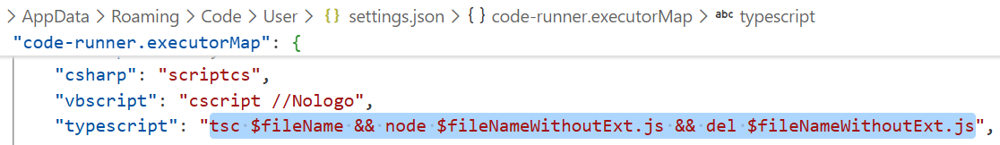 > AppData > Roaming > Code > User > {} settings.json > { } code-runner.executorMap > abc typescript
"code-runner.executorMap": {
"csharp": "scriptcs",
"vbscript": "cscript //Nologo",
"typescript": "tsc $fileName && node $fileNameWithoutExt.js && del $fileNameWithoutExt.js",